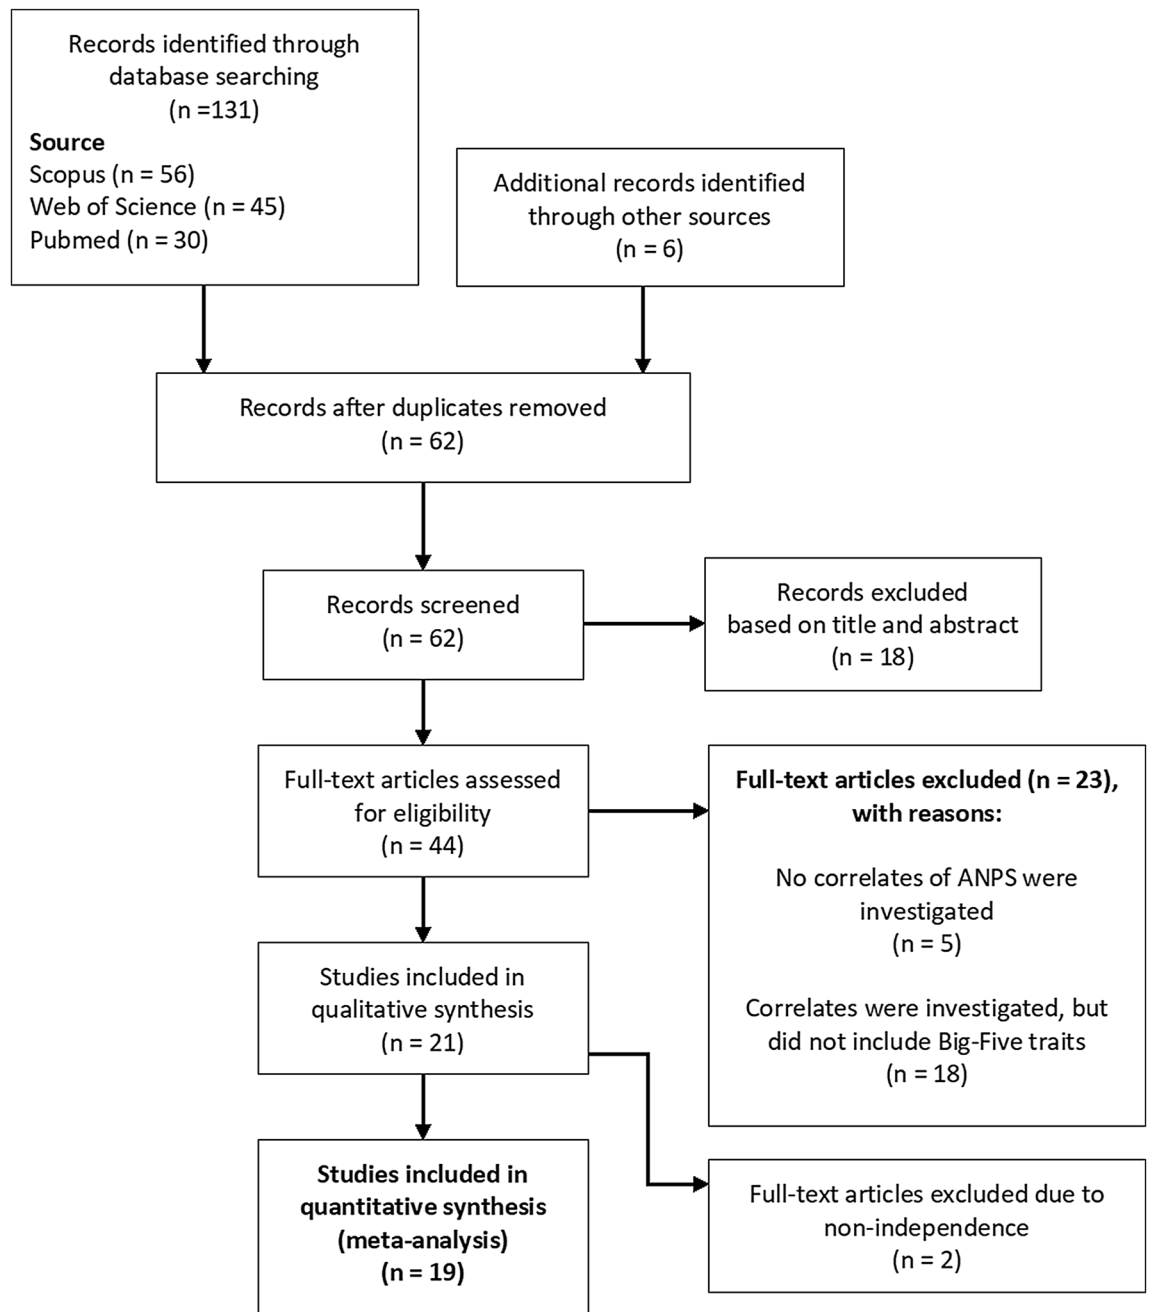 Records identified through
database searching
(n =131)
Source
Scopus (n = 56)
Web of Science (n = 45)
Pubmed (n = 30)
Additional records identified
through other sources
(n = 6)
Records after duplicates removed
(n = 62)
Records screened
(n = 62)
Records excluded
based on title and abstract
(n = 18)
Full-text articles assessed
for eligibility
(n = 44)
Full-text articles excluded (n = 23),
with reasons:
No correlates of ANPS were
investigated
(n = 5)
Correlates were investigated, but
did not include Big-Five traits
(n = 18)
Studies included in
qualitative synthesis
(n = 21)
Studies included in
quantitative synthesis
(meta-analysis)
(n = 19)
Full-text articles excluded due to
non-independence
(n = 2)